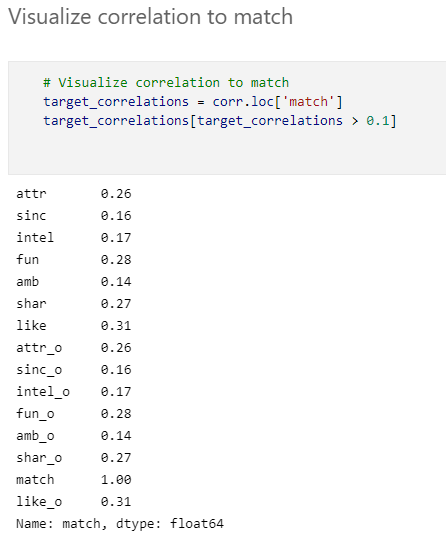 Visualize correlation to match
# Visualize correlation to match
target_correlations = corr.loc['match']
target_correlations[target_correlations > 0.1]
attr 0.26
sinc 0.16
intel 0.17
fun 0.28
amb 0.14
shar 0.27
like 0.31
attr_o 0.26
sinc_o 0.16
intel_o 0.17
fun_o 0.28
amb_o 0.14
shar_o 0.27
match 1.00
like_o 0.31
Name: match, dtype: float64